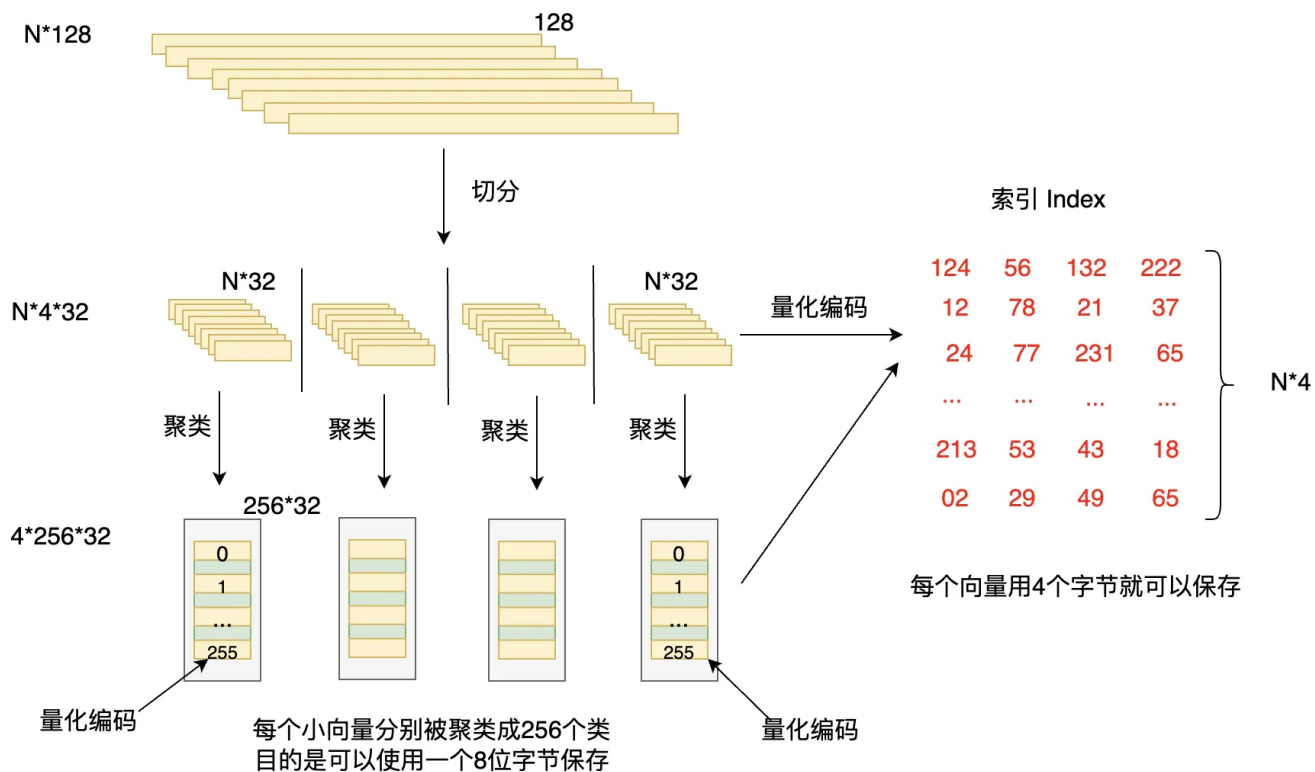 N*128
128
切分
索引 Index
N*4*32
N*32
N*32
量化编码
124 56 132 222
12 78 21 37
24 77 231 65
... ... ... ...
213 53 43 18
02 29 49 65
N*4
每个向量用4个字节就可以保存
聚类
聚类
聚类
聚类
4*256*32
256*32
0
1
...
255
0
1
...
255
量化编码
量化编码
每个小向量分别被聚类成256个类
目的是可以使用一个8位字节保存